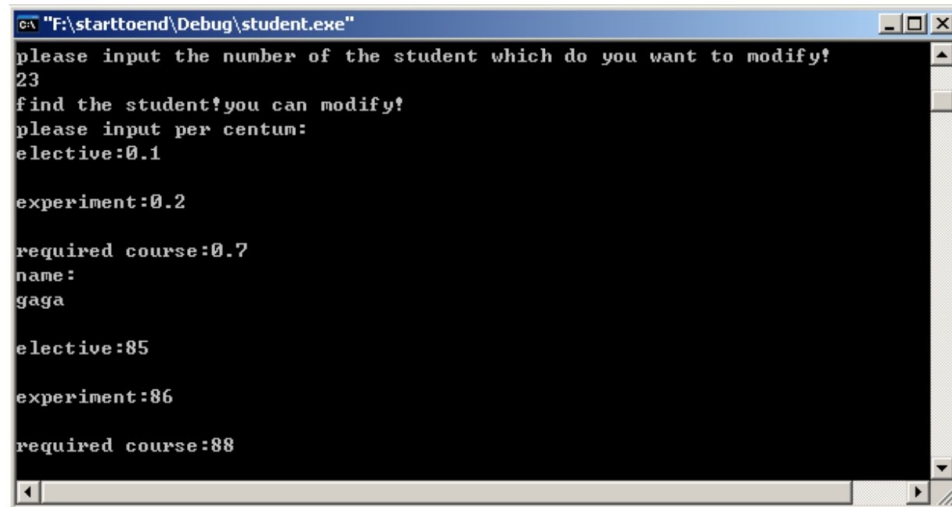 "F:\starttoend\Debug\student.exe"
please input the number of the student which do you want to modify!
23
find the student!you can modify!
please input per centum:
elective:0.1
experiment:0.2
required course:0.7
name:
gaga
elective:85
experiment:86
required course:88